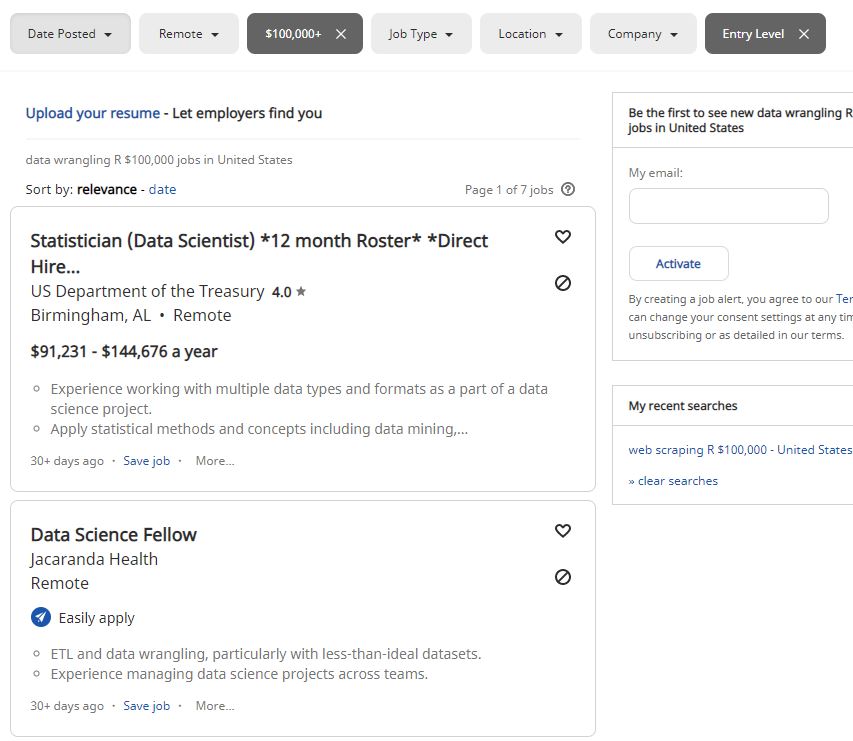 Date Posted
Remote
$100,000+
Job Type
Location
Company
Entry Level
Upload your resume - Let employers find you
data wrangling R $100,000 jobs in United States
Sort by: relevance - date
Page 1 of 7 jobs
Statistician (Data Scientist) *12 month Roster* *Direct
Hire...
US Department of the Treasury 4.0
Birmingham, AL • Remote
$91,231 - $144,676 a year
Experience working with multiple data types and formats as a part of a data
science project.
Apply statistical methods and concepts including data mining,...
30+ days ago · Save job · More...
Data Science Fellow
Jacaranda Health
Remote
Easily apply
ETL and data wrangling, particularly with less-than-ideal datasets.
Experience managing data science projects across teams.
30+ days ago · Save job · More...
Be the first to see new data wrangling R
jobs in United States
My email:
Activate
By creating a job alert, you agree to our Ter
can change your consent settings at any tim
unsubscribing or as detailed in our terms.
My recent searches
web scraping R $100,000 - United States
» clear searches